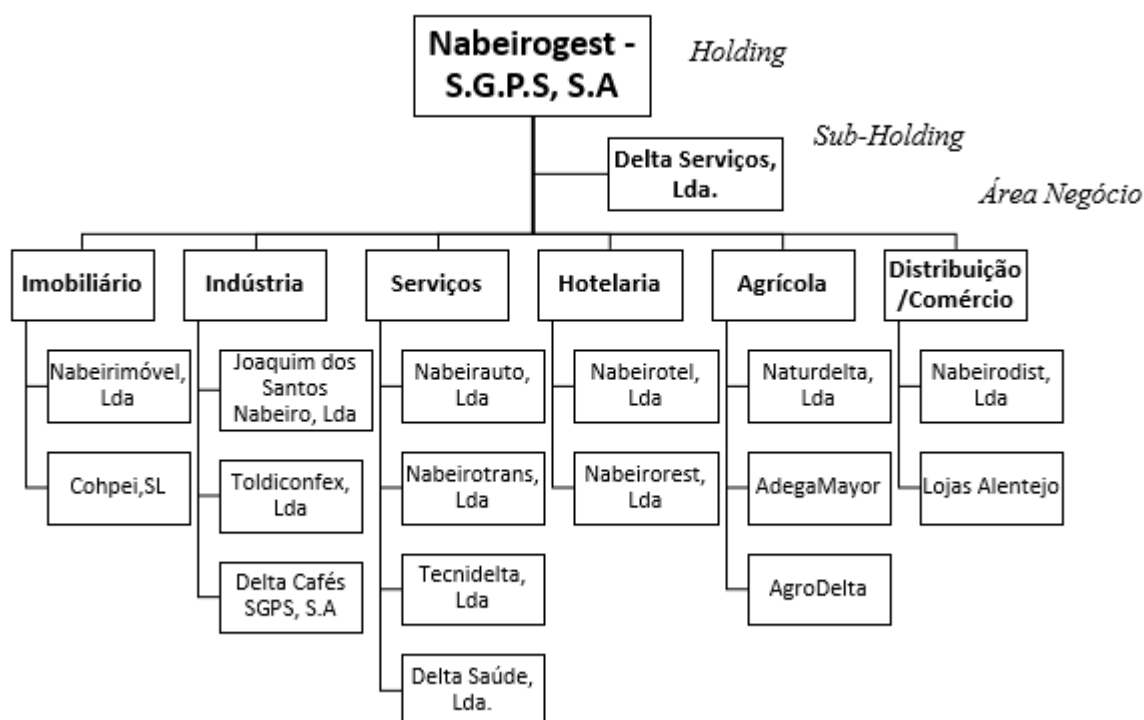 Nabeirogest -
S.G.P.S, S.A
Holding
Sub-Holding
Delta Serviços,
Lda.
Área Negócio
Imobiliário
Indústria
Serviços
Hotelaria
Agrícola
Distribuição
/Comércio
Nabeirimóvel,
Lda
Joaquim dos
Santos
Nabeiro, Lda
Nabeirauto,
Lda
Nabeirotel,
Lda
Naturdelta,
Lda
Nabeirodist,
Lda
Cohpei,SL
Toldiconfex,
Lda
Nabeirotrans,
Lda
Nabeirorest,
Lda
AdegaMayor
Lojas Alentejo
Delta Cafés
SGPS, S.A
Tecnidelta,
Lda
AgroDelta
Delta Saúde,
Lda.